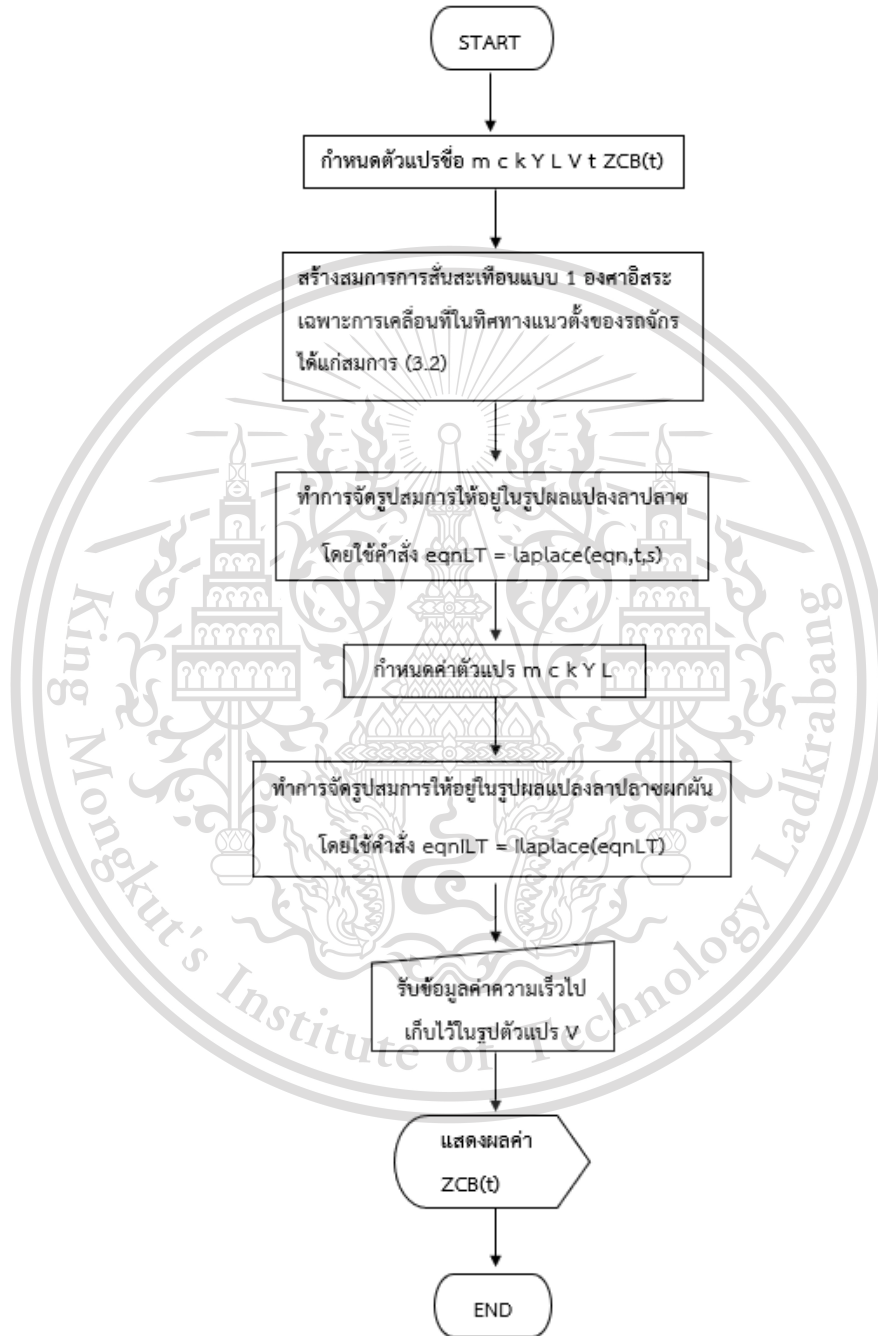 START
กำหนดตัวแปรชื่อ m c k Y L V t ZCB(t)
สร้างสมการการสั่นสะเทือนแบบ 1 องศาอิสระ
เฉพาะการเคลื่อนที่ในทิศทางแนวตั้งของรถจักร
ได้แก่สมการ (3.2)
ทำการจัดรูปสมการให้อยู่ในรูปผลแปลงลาปลาซ
โดยใช้คำสั่ง eqnLT = laplace(eqn,t,s)
กำหนดค่าตัวแปร m c k Y L
ทำการจัดรูปสมการให้อยู่ในรูปผลแปลงลาปลาซผกผัน
โดยใช้คำสั่ง eqnILT = Ilaplace(eqnLT)
รับข้อมูลค่าความเร็วไป
เก็บไว้ในรูปตัวแปร V
แสดงผลค่า
ZCB(t)
END
King Mongkut's Institute of Technology Ladkrabang